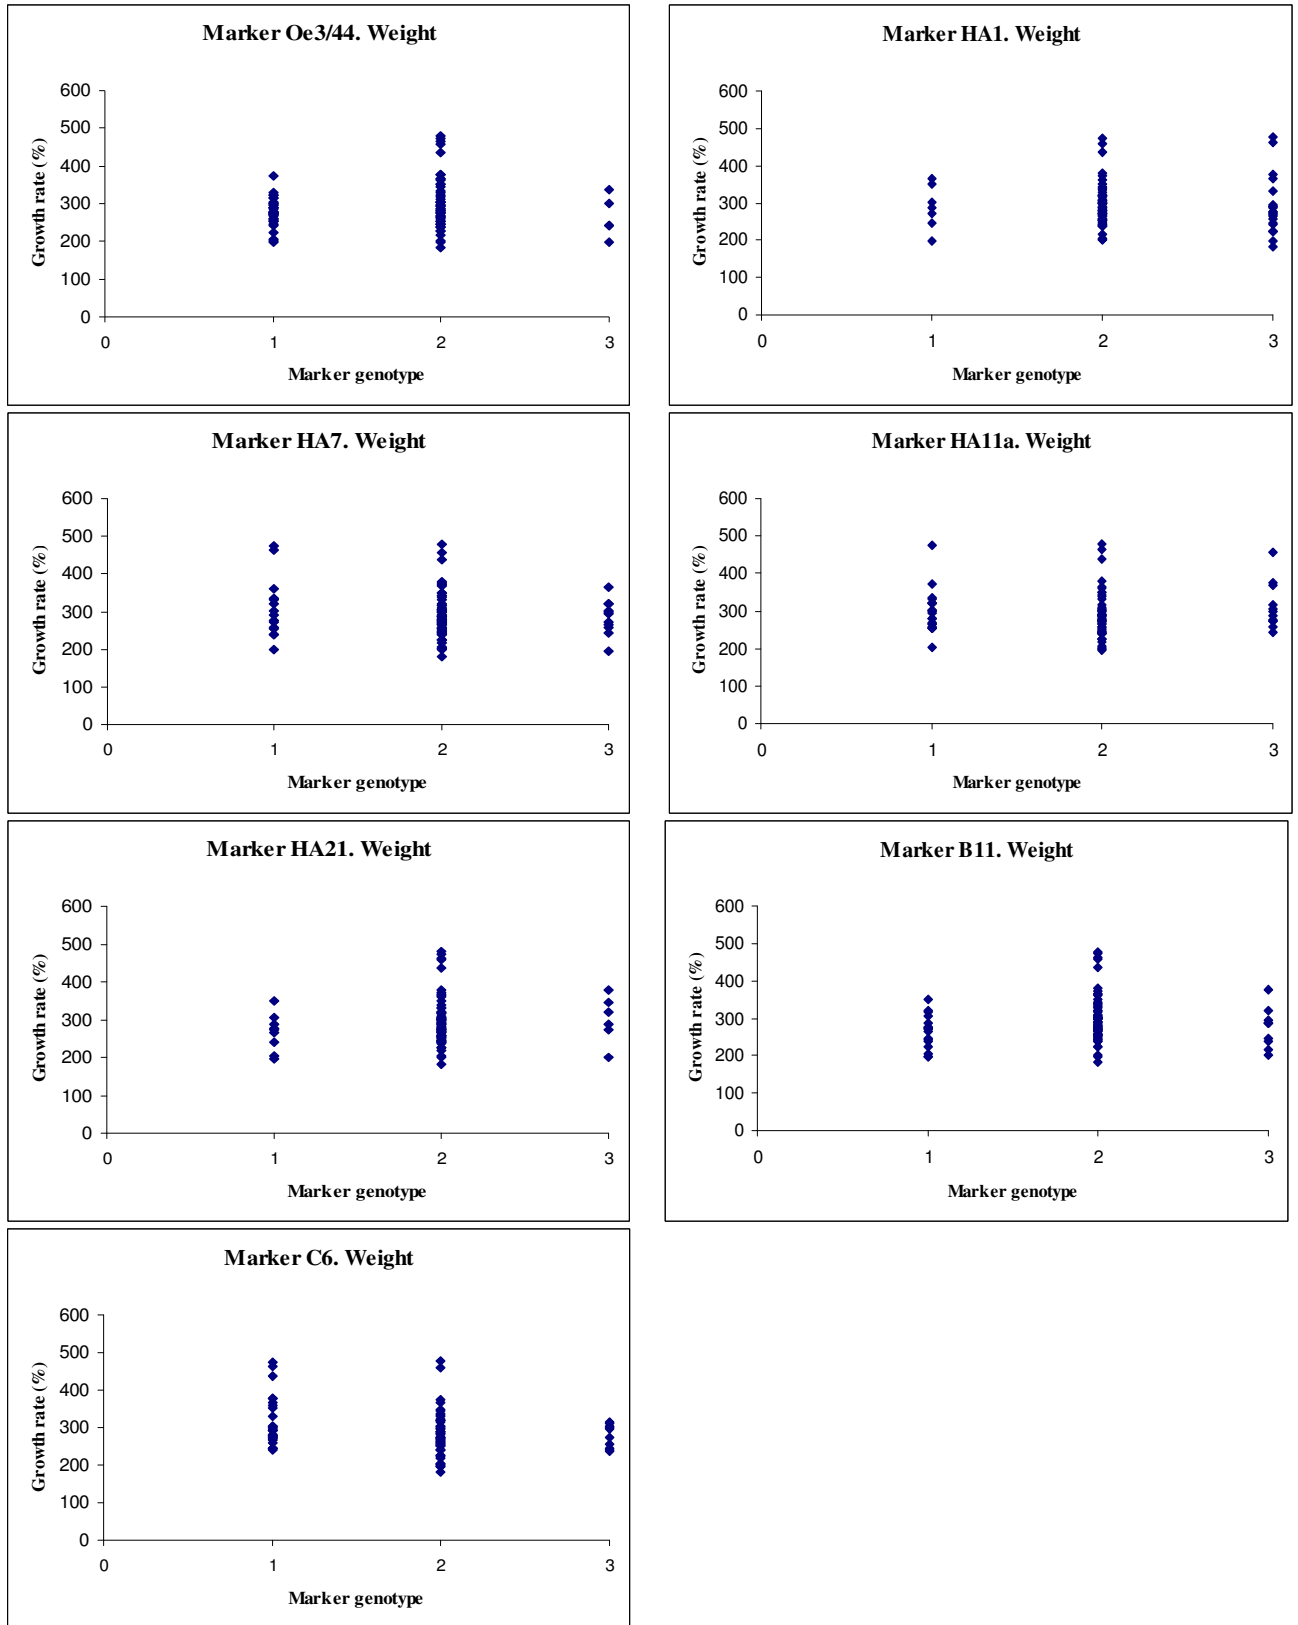 Marker Oe3/44. Weight
600
500
400
300
200
100
0
0 1 2 3
Growth rate (%)
Marker genotype
Marker HA1. Weight
600
500
400
300
200
100
0
0 1 2 3
Growth rate (%)
Marker genotype
Marker HA7. Weight
600
500
400
300
200
100
0
0 1 2 3
Growth rate (%)
Marker genotype
Marker HA11a. Weight
600
500
400
300
200
100
0
0 1 2 3
Growth rate (%)
Marker genotype
Marker HA21. Weight
600
500
400
300
200
100
0
0 1 2 3
Growth rate (%)
Marker genotype
Marker B11. Weight
600
500
400
300
200
100
0
0 1 2 3
Growth rate (%)
Marker genotype
Marker C6. Weight
600
500
400
300
200
100
0
0 1 2 3
Growth rate (%)
Marker genotype